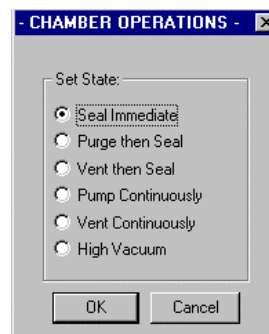 - CHAMBER OPERATIONS -
Set State:
Seal Immediate
Purge then Seal
Vent then Seal
Pump Continuously
Vent Continuously
High Vacuum
OK Cancel